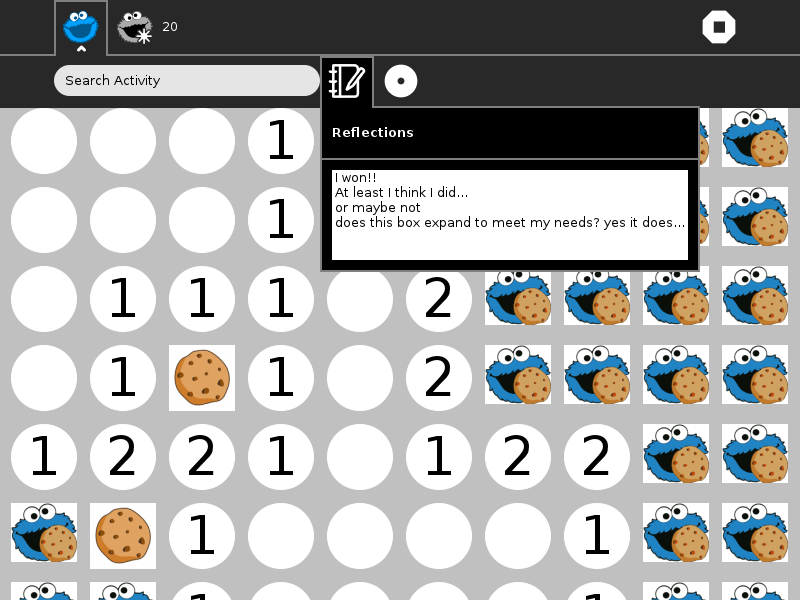 20
Search Activity
Reflections
I won!!
At least I think I did...
or maybe not
does this box expand to meet my needs? yes it does...
1
1
1 1 1 2
1 1 2
1 2 2 1 1 2 2
1 1
1 1